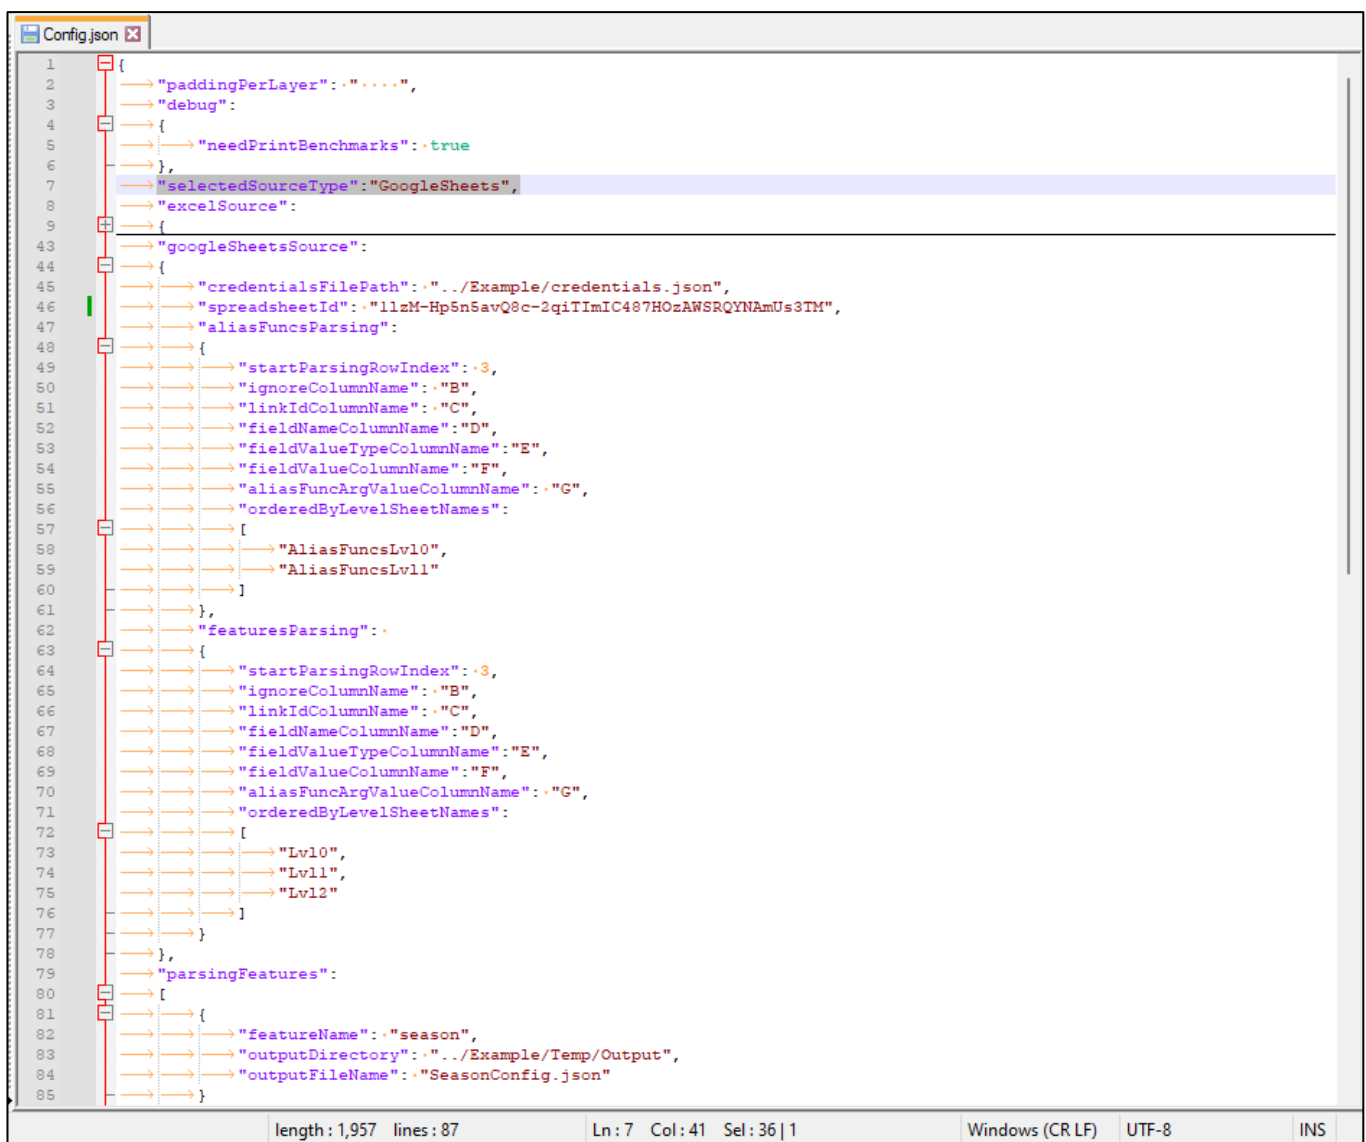 Config.json
1 {
2 "paddingPerLayer": "    ",
3 "debug":
4 {
5 "needPrintBenchmarks": true
6 },
7 "selectedSourceType":"GoogleSheets",
8 "excelSource":
9 {
43 "googleSheetsSource":
44 {
45 "credentialsFilePath": "../Example/credentials.json",
46 "spreadsheetId": "1lzM-Hp5n5avQ8c-2qiTImIC487HOzAWSRQYNAmUs3TM",
47 "aliasFuncsParsing":
48 {
49 "startParsingRowIndex": 3,
50 "ignoreColumnName": "B",
51 "linkIdColumnName": "C",
52 "fieldNameColumnName":"D",
53 "fieldValueTypeColumnName":"E",
54 "fieldValueColumnName":"F",
55 "aliasFuncArgValueColumnName": "G",
56 "orderedByLevelSheetNames":
57 [
58 "AliasFuncsLvl0",
59 "AliasFuncsLvl1"
60 ]
61 },
62 "featuresParsing":
63 {
64 "startParsingRowIndex": 3,
65 "ignoreColumnName": "B",
66 "linkIdColumnName": "C",
67 "fieldNameColumnName":"D",
68 "fieldValueTypeColumnName":"E",
69 "fieldValueColumnName":"F",
70 "aliasFuncArgValueColumnName": "G",
71 "orderedByLevelSheetNames":
72 [
73 "Lvl0",
74 "Lvl1",
75 "Lvl2"
76 ]
77 }
78 },
79 "parsingFeatures":
80 [
81 {
82 "featureName": "season",
83 "outputDirectory": "../Example/Temp/Output",
84 "outputFileName": "SeasonConfig.json"
85 }
length : 1,957 lines : 87 Ln : 7 Col : 41 Sel : 36 | 1 Windows (CR LF) UTF-8 INS